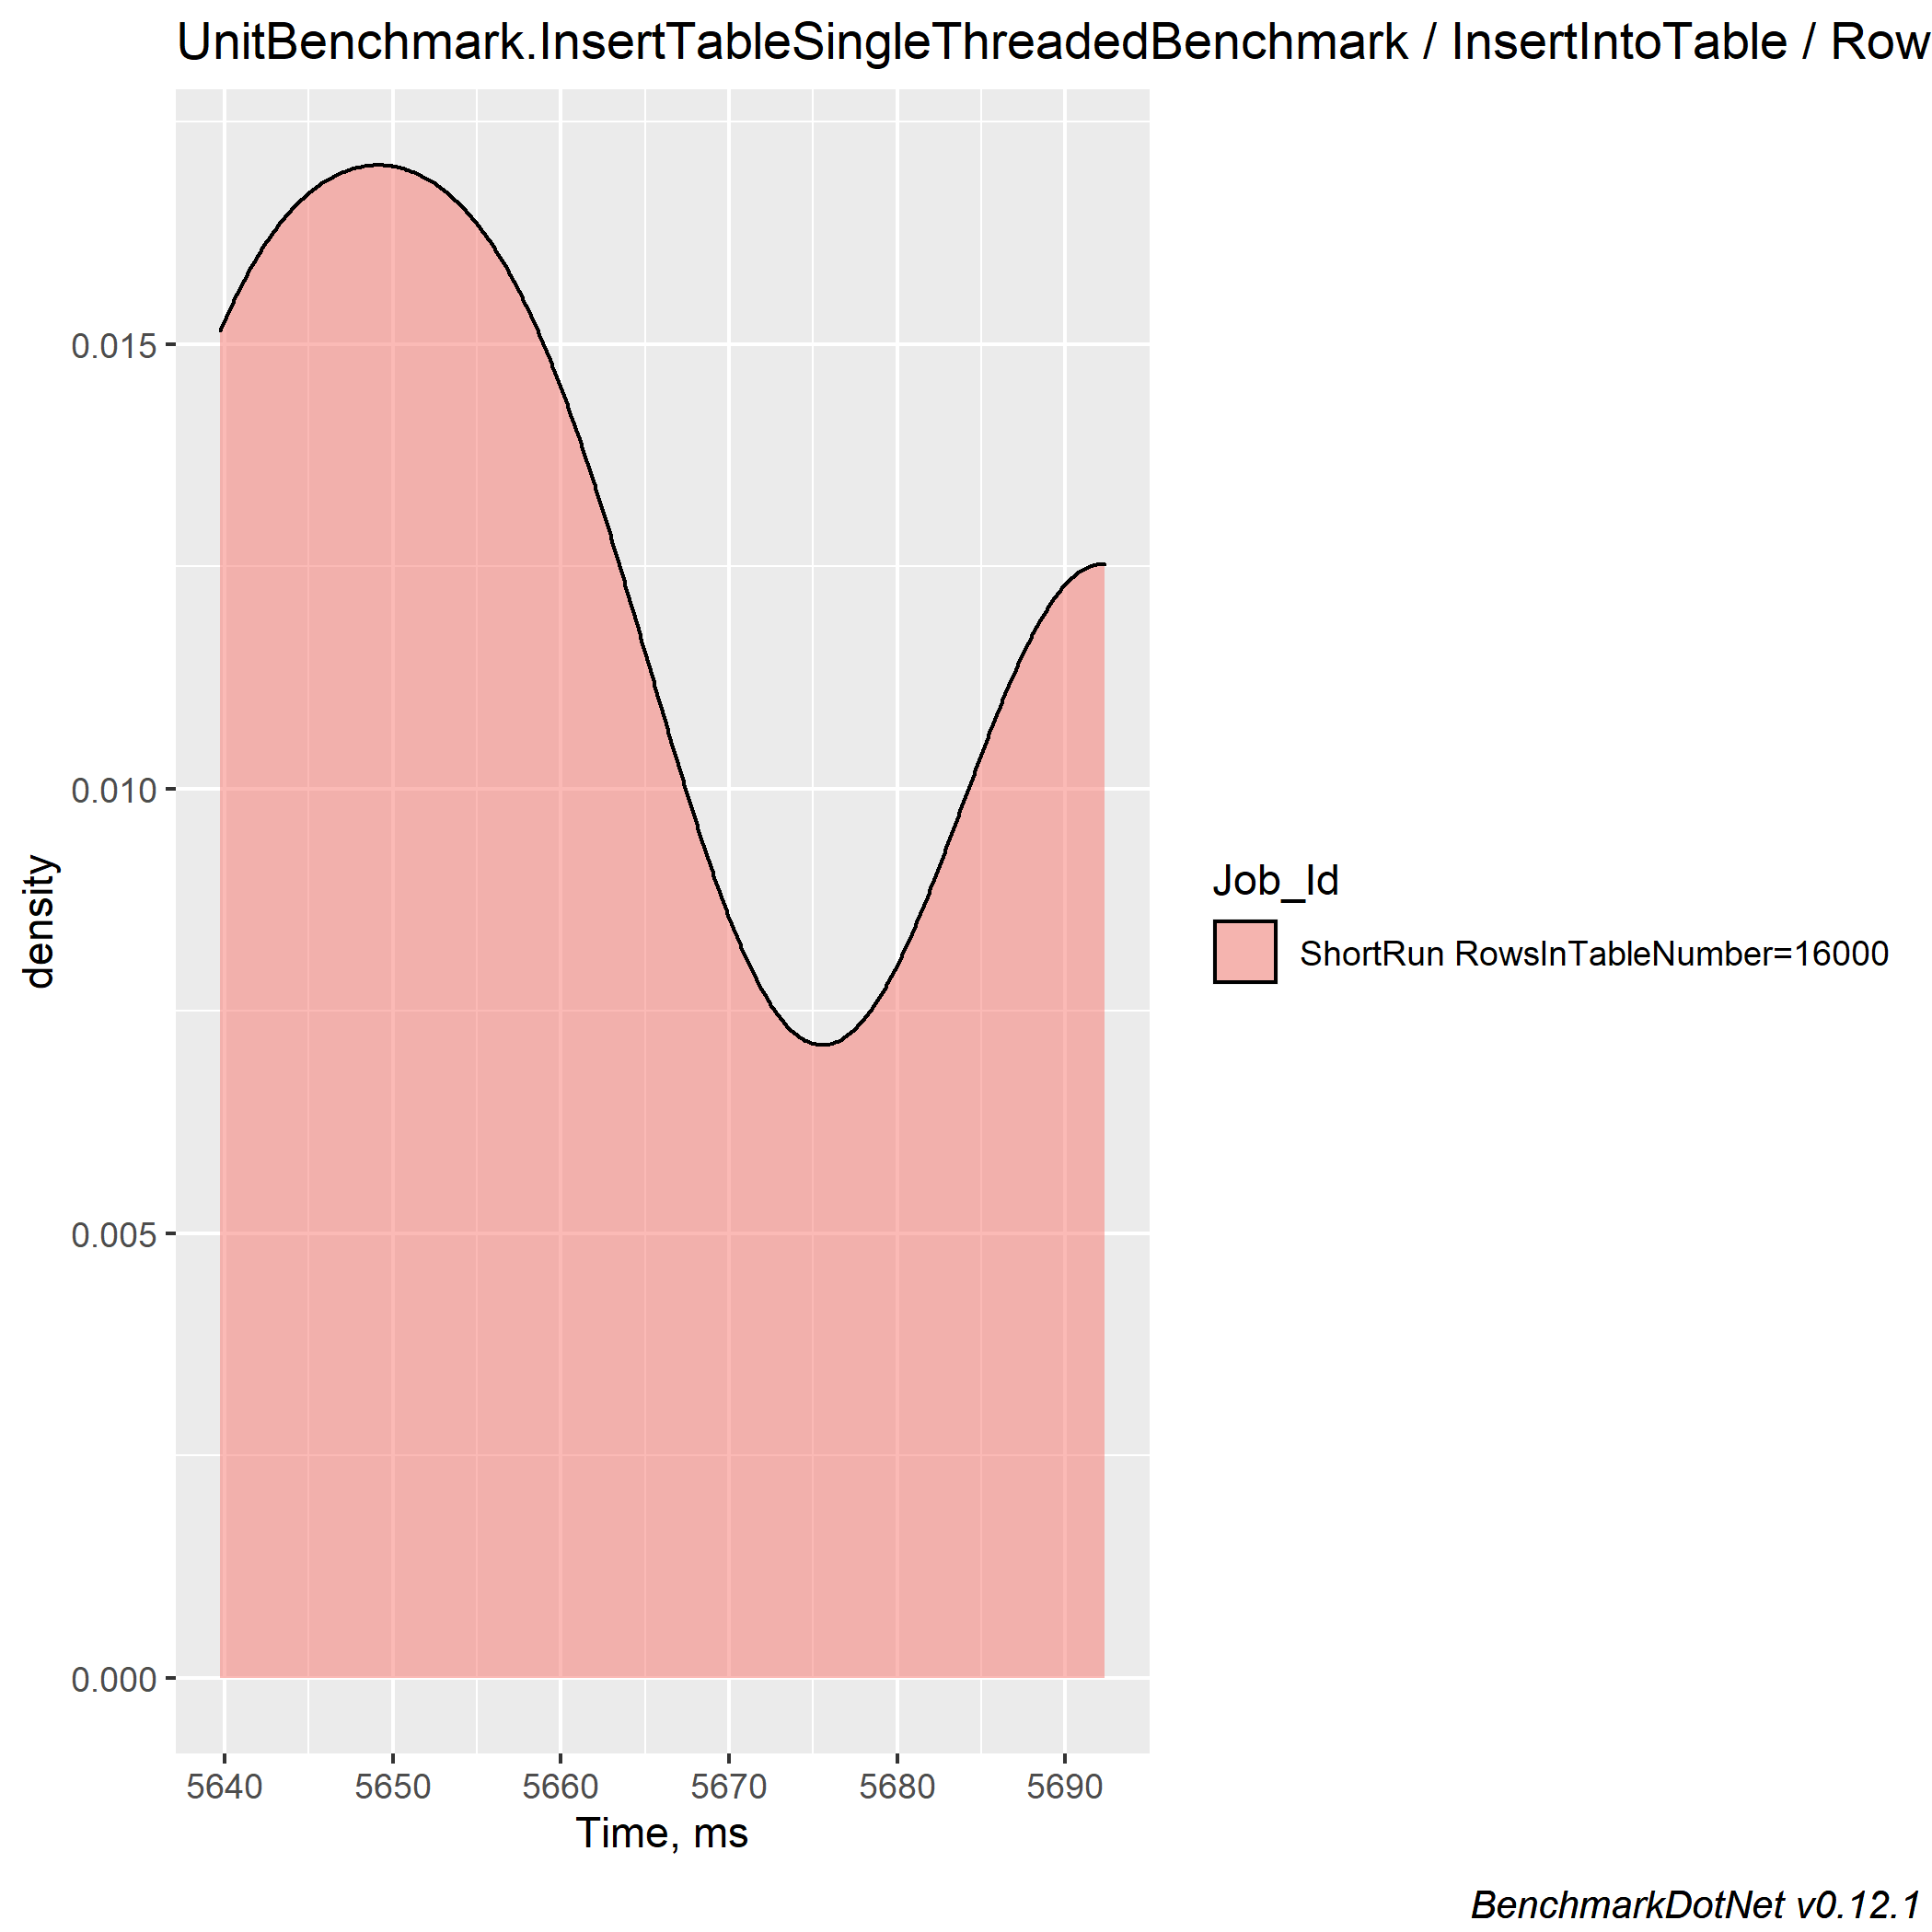 UnitBenchmark.InsertTableSingleThreadedBenchmark / InsertIntoTable / Row
0.015
0.010
0.005
0.000
density
5640 5650 5660 5670 5680 5690
Time, ms
Job_Id
ShortRun RowsInTableNumber=16000
BenchmarkDotNet v0.12.1